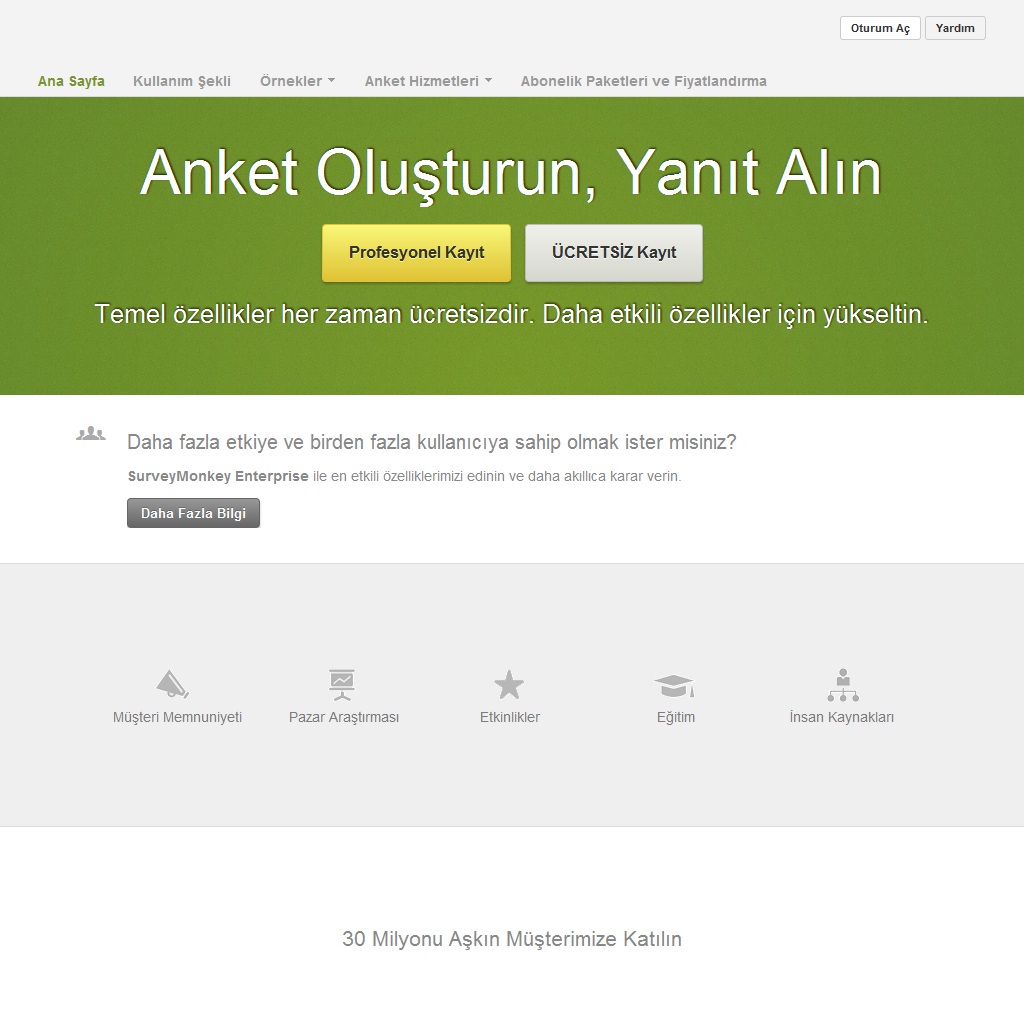 Oturum Aç Yardım
Ana Sayfa Kullanım Şekli Örnekler Anket Hizmetleri Abonelik Paketleri ve Fiyatlandırma
Anket Oluşturun, Yanıt Alın
Profesyonel Kayıt ÜCRETSİZ Kayıt
Temel özellikler her zaman ücretsizdir. Daha etkili özellikler için yükseltin.
Daha fazla etkiye ve birden fazla kullanıcıya sahip olmak ister misiniz?
SurveyMonkey Enterprise ile en etkili özelliklerimizi edinin ve daha akıllıca karar verin.
Daha Fazla Bilgi
Müşteri Memnuniyeti Pazar Araştırması Etkinlikler Eğitim İnsan Kaynakları
30 Milyonu Aşkın Müşterimize Katılın